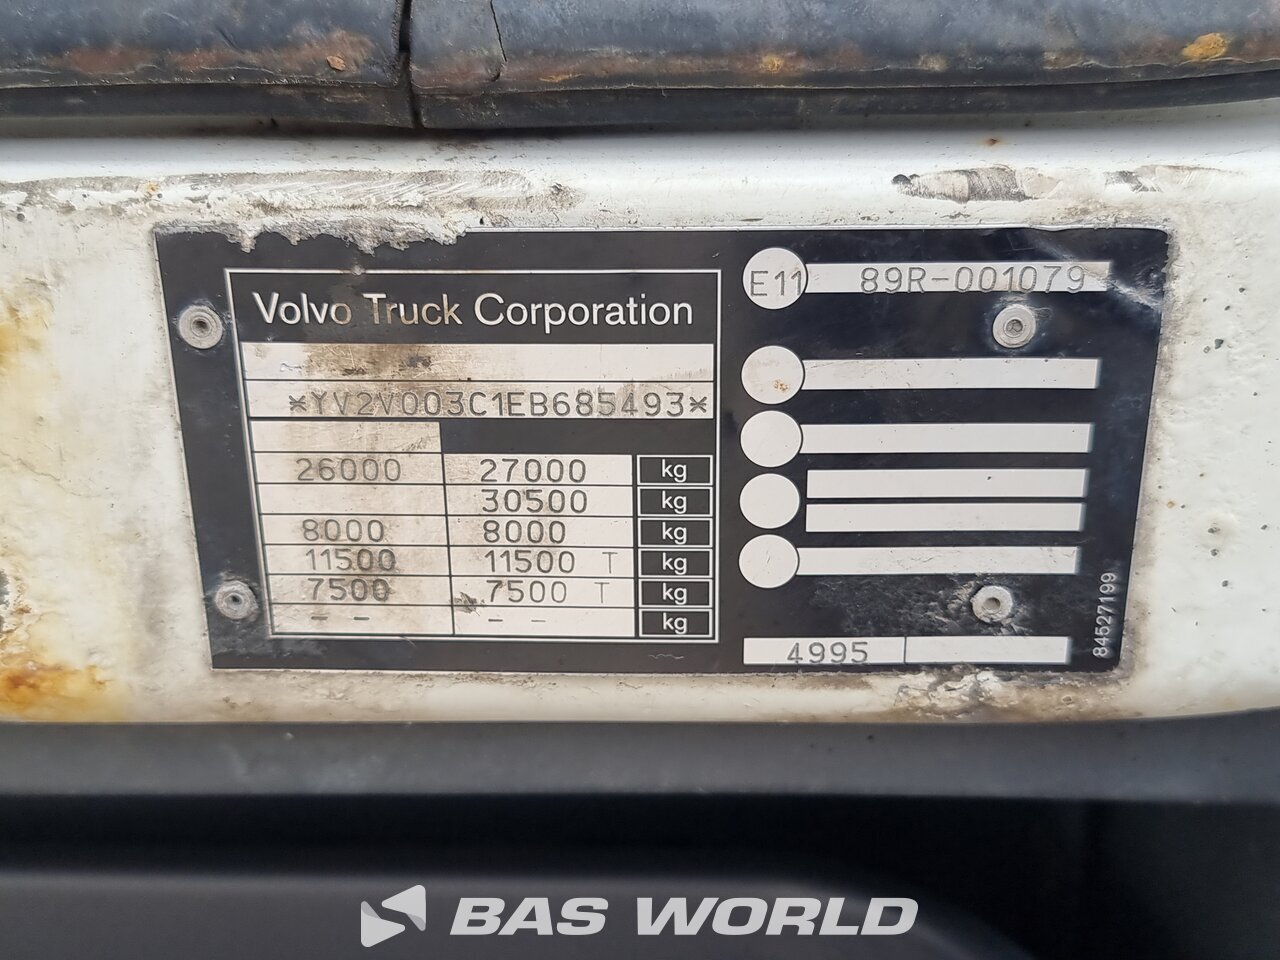 Volvo Truck Corporation
*YV2V003C1EB685493*
26000 27000 kg
30500 kg
8000 8000 kg
11500 11500 T kg
7500 7500 T kg
-- -- kg
E11 89R-001079
4995
84527199
BAS WORLD